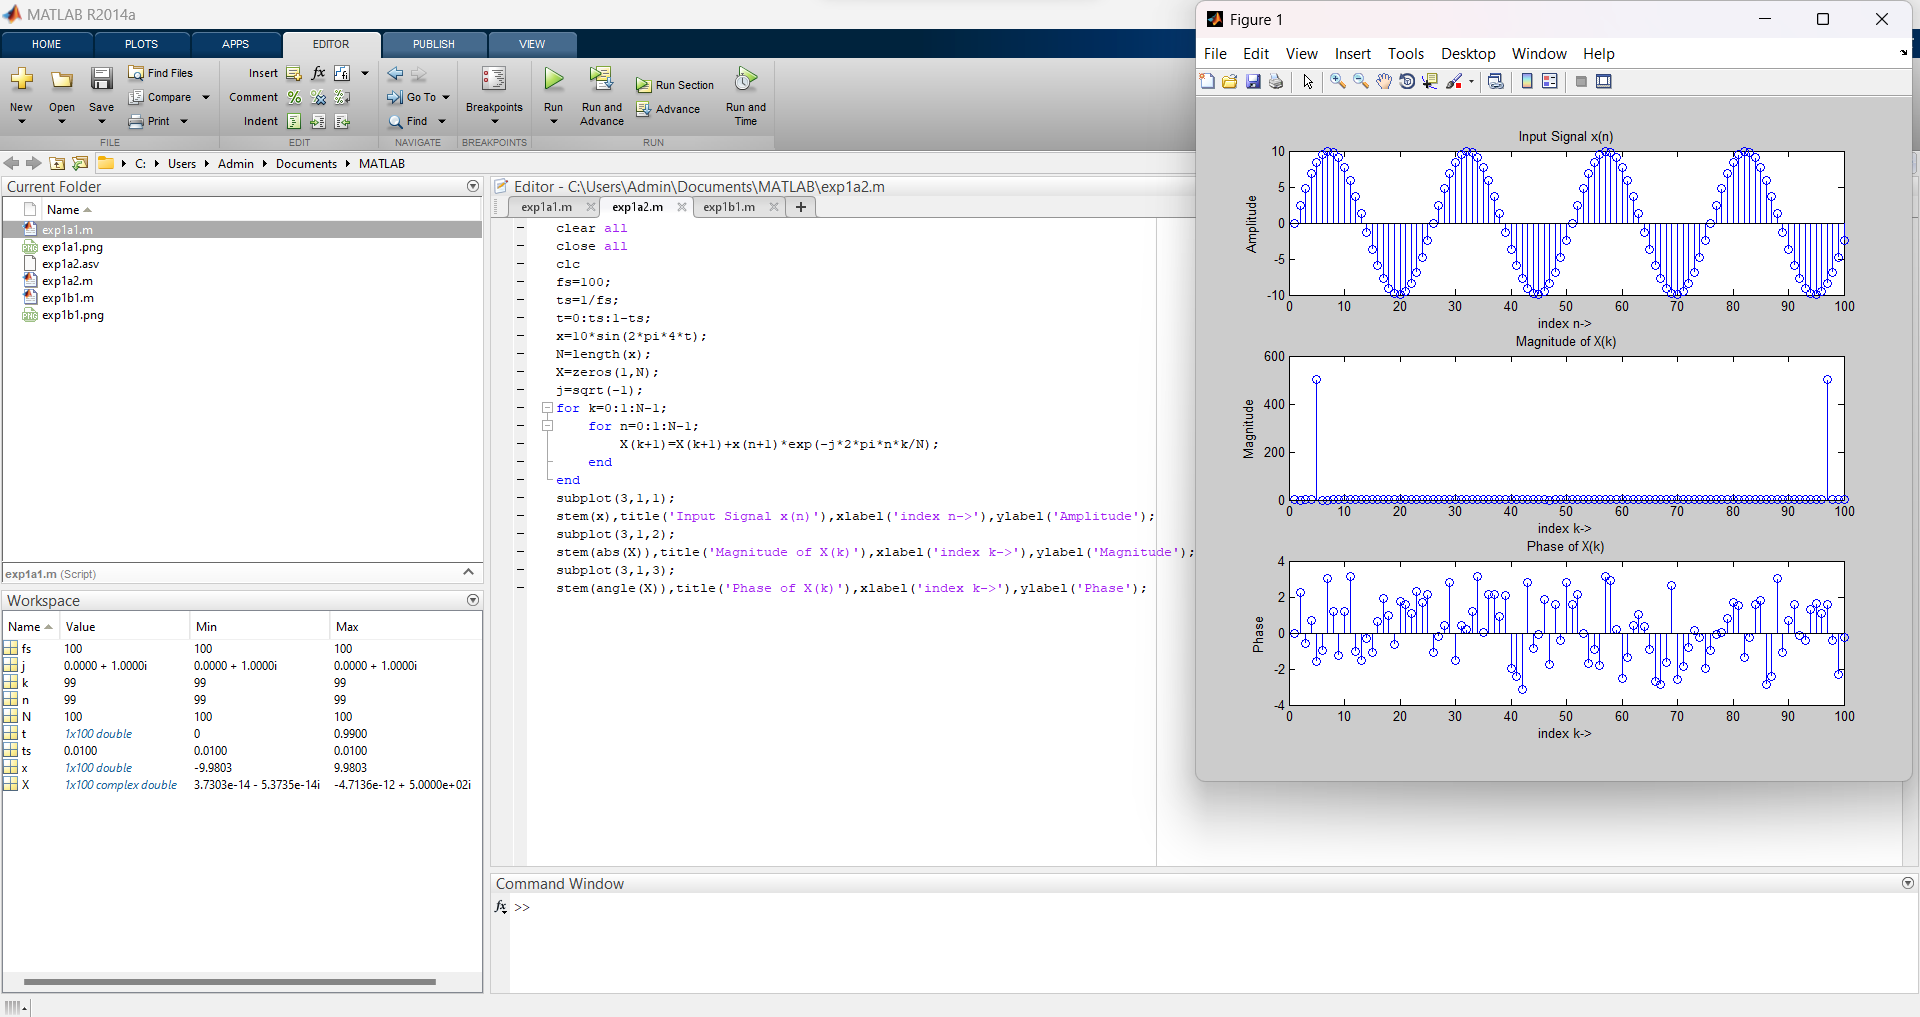 MATLAB R2014a
HOME PLOTS APPS EDITOR PUBLISH VIEW
New Open Save Find Files Compare Print
Insert Comment Indent
Go To Find
Breakpoints
Run Run and Advance Run Section Advance Run and Time
FILE EDIT NAVIGATE BREAKPOINTS RUN
C: Users Admin Documents MATLAB
Current Folder
Name
exp1a1.m
exp1a1.png
exp1a2.asv
exp1a2.m
exp1b1.m
exp1b1.png
exp1a1.m (Script)
Workspace
Name Value Min Max
fs 100 100 100
j 0.0000 + 1.0000i 0.0000 + 1.0000i 0.0000 + 1.0000i
k 99 99 99
n 99 99 99
N 100 100 100
t 1x100 double 0 0.9900
ts 0.0100 0.0100 0.0100
x 1x100 double -9.9803 9.9803
X 1x100 complex double 3.7303e-14 - 5.3735e-14i -4.7136e-12 + 5.0000e+02i
Editor - C:\Users\Admin\Documents\MATLAB\exp1a2.m
exp1a1.m exp1a2.m exp1b1.m
clear all
close all
clc
fs=100;
ts=1/fs;
t=0:ts:1-ts;
x=10*sin(2*pi*4*t);
N=length(x);
X=zeros(1,N);
j=sqrt(-1);
for k=0:1:N-1;
for n=0:1:N-1;
X(k+1)=X(k+1)+x(n+1)*exp(-j*2*pi*n*k/N);
end
end
subplot(3,1,1);
stem(x),title('Input Signal x(n)'),xlabel('index n->'),ylabel('Amplitude');
subplot(3,1,2);
stem(abs(X)),title('Magnitude of X(k)'),xlabel('index k->'),ylabel('Magnitude');
subplot(3,1,3);
stem(angle(X)),title('Phase of X(k)'),xlabel('index k->'),ylabel('Phase');
Command Window
fx >>
Figure 1
File Edit View Insert Tools Desktop Window Help
Input Signal x(n)
Amplitude
10
5
0
-5
-10
0 10 20 30 40 50 60 70 80 90 100
index n->
Magnitude of X(k)
Magnitude
600
400
200
0
0 10 20 30 40 50 60 70 80 90 100
index k->
Phase of X(k)
Phase
4
2
0
-2
-4
0 10 20 30 40 50 60 70 80 90 100
index k->